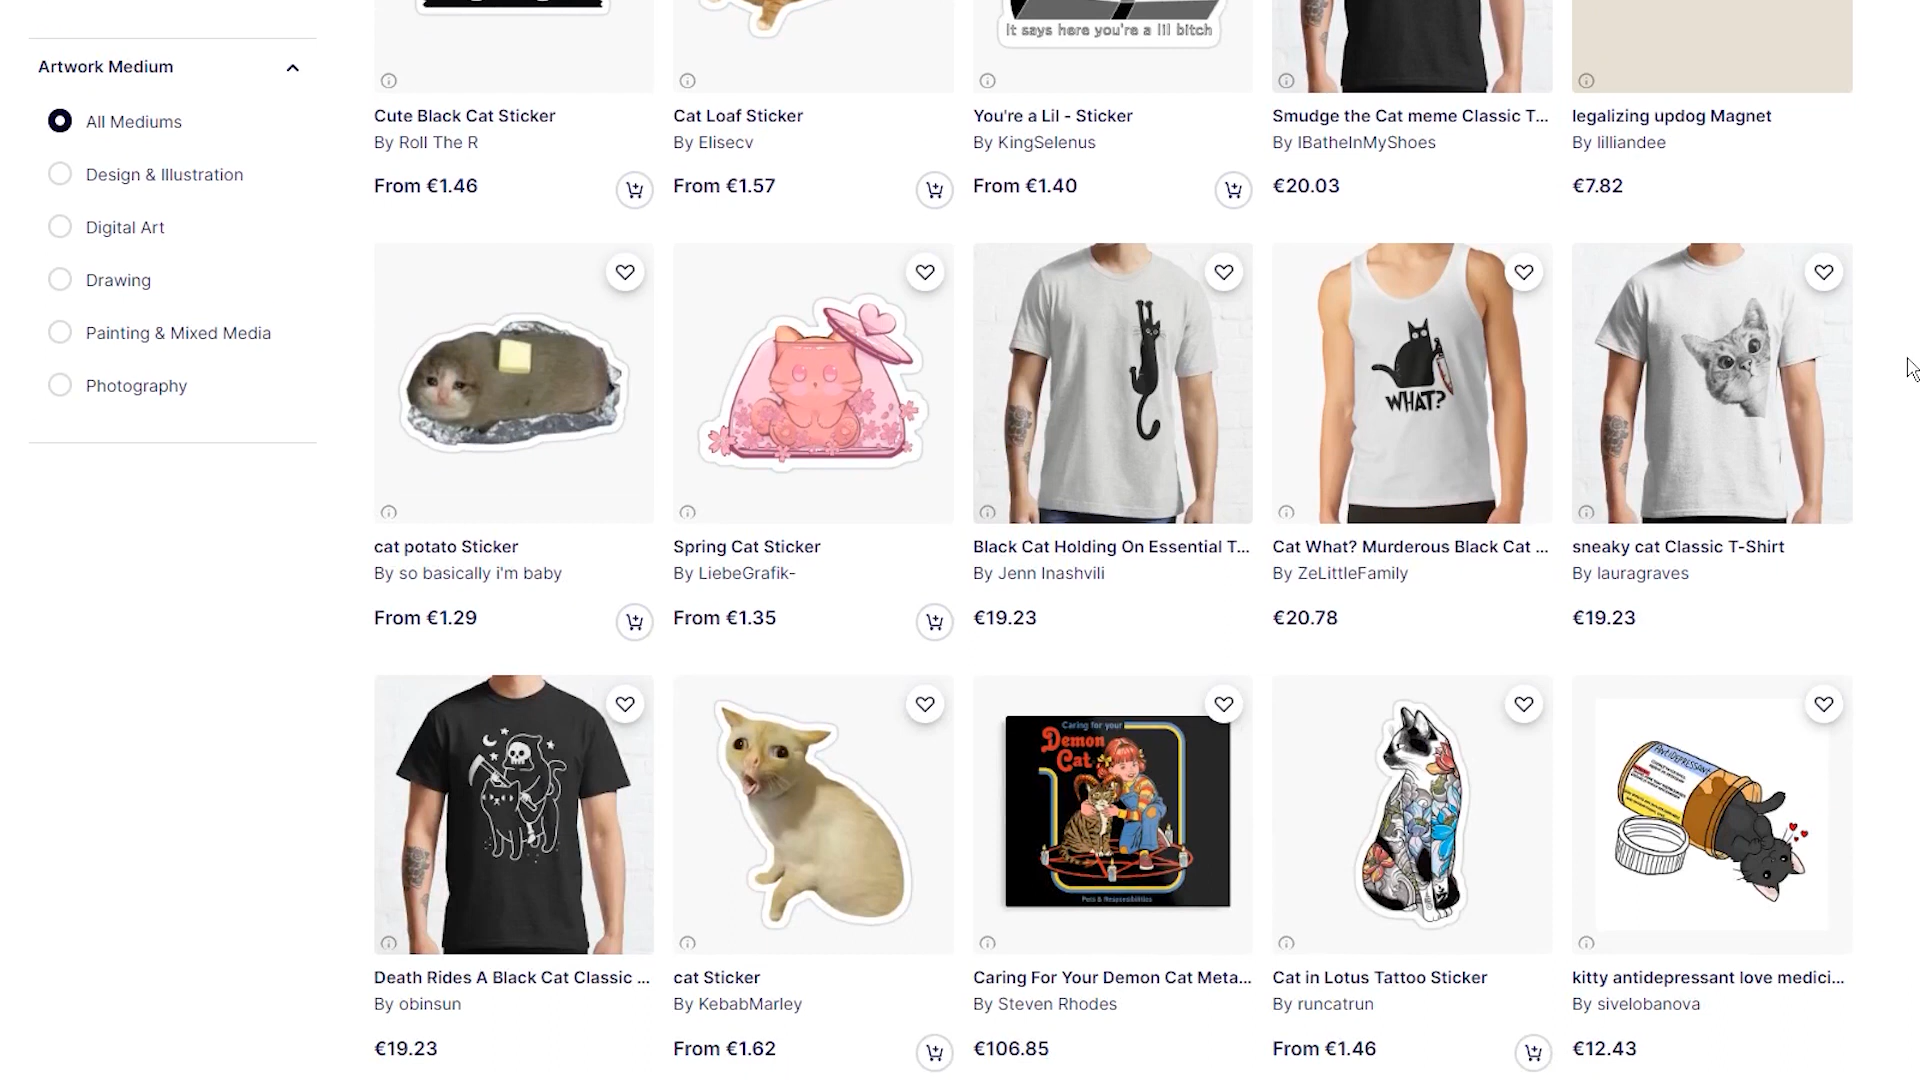 It says here you're a lil bitch
Artwork Medium
All Mediums
Design & Illustration
Digital Art
Drawing
Painting & Mixed Media
Photography
Cute Black Cat Sticker
By Roll The R
From €1.46
Cat Loaf Sticker
By Elisecv
From €1.57
You're a Lil - Sticker
By KingSelenus
From €1.40
Smudge the Cat meme Classic T...
By IBatheInMyShoes
€20.03
legalizing updog Magnet
By lilliandee
€7.82
WHAT?
cat potato Sticker
By so basically i'm baby
From €1.29
Spring Cat Sticker
By LiebeGrafik-
From €1.35
Black Cat Holding On Essential T...
By Jenn Inashvili
€19.23
Cat What? Murderous Black Cat ...
By ZeLittleFamily
€20.78
sneaky cat Classic T-Shirt
By lauragraves
€19.23
Caring for your
Demon
Cat
Pets & Responsibilities
ANTIDEPRESSANT
Death Rides A Black Cat Classic ...
By obinsun
€19.23
cat Sticker
By KebabMarley
From €1.62
Caring For Your Demon Cat Meta...
By Steven Rhodes
€106.85
Cat in Lotus Tattoo Sticker
By runcatrun
From €1.46
kitty antidepressant love medici...
By sivelobanova
€12.43